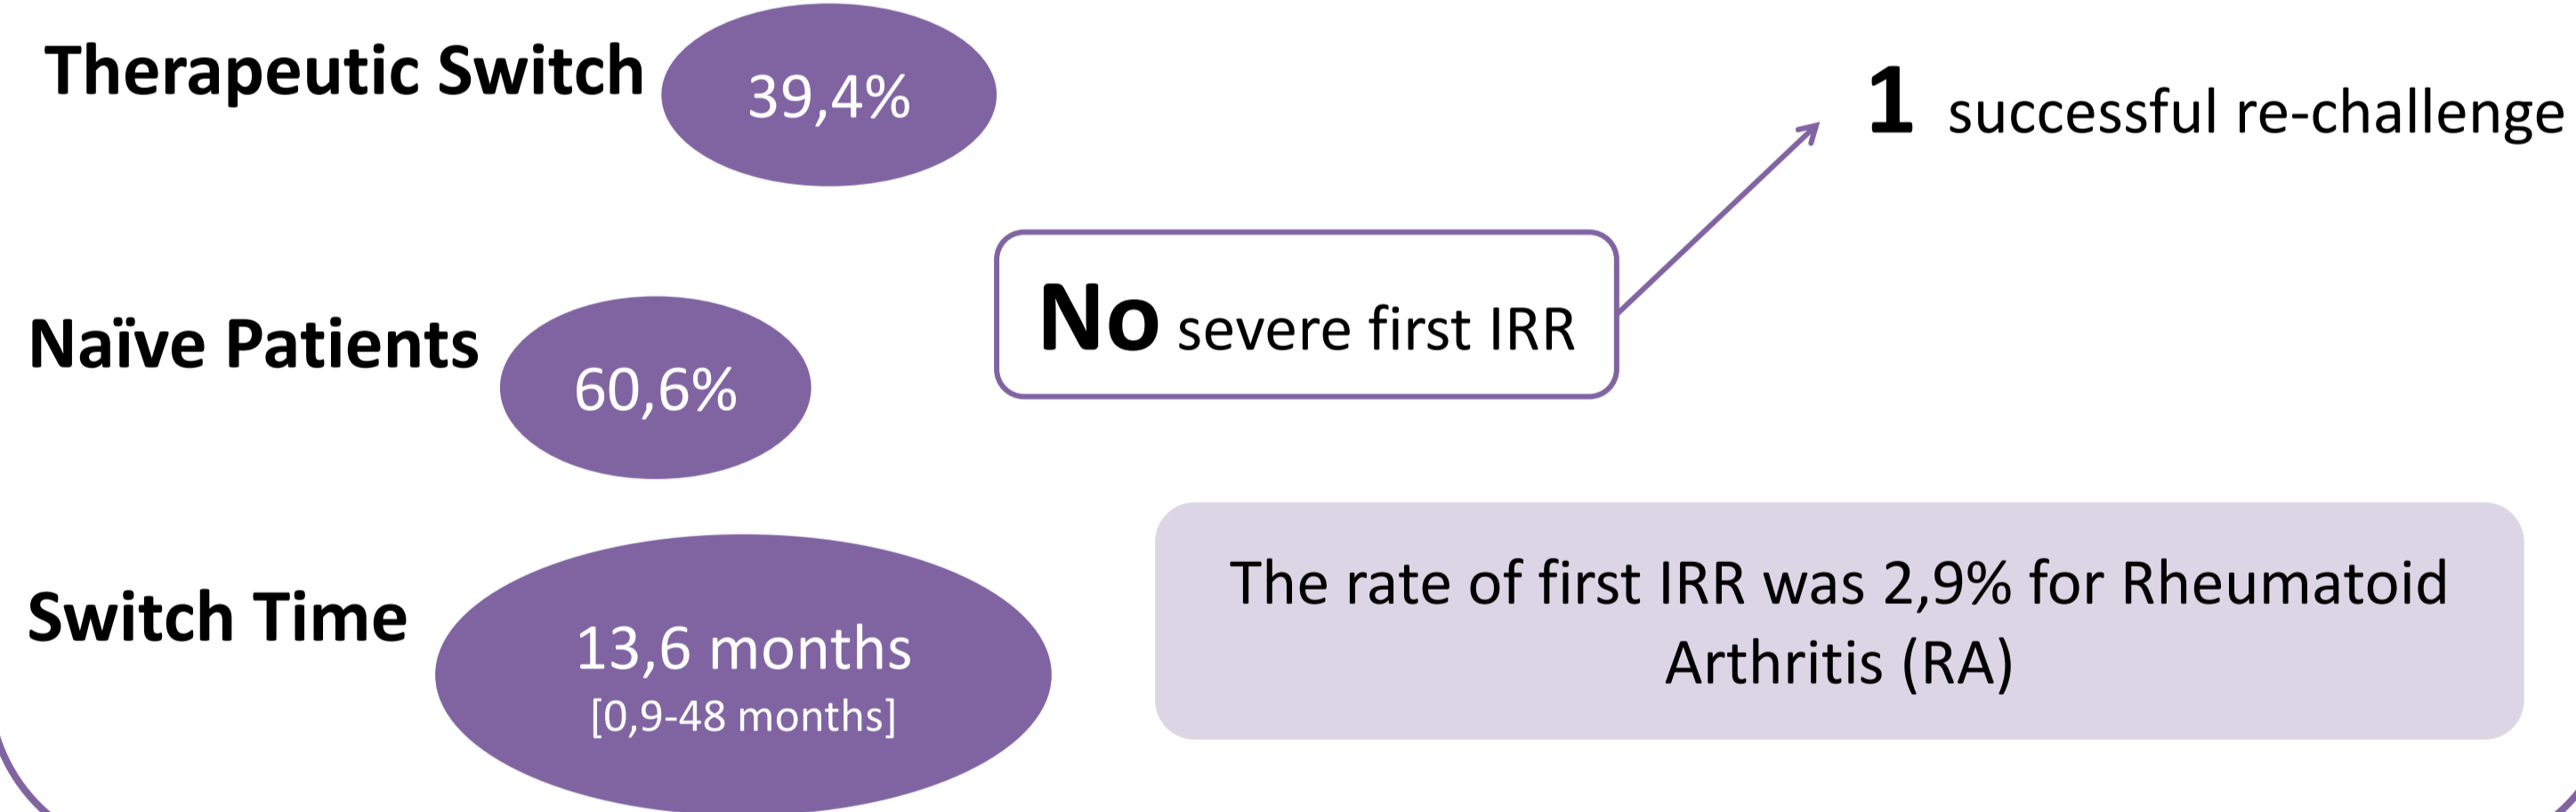 Therapeutic Switch
39,4%
1 successful re-challenge
No severe first IRR
Naïve Patients
60,6%
Switch Time
13,6 months
[0,9-48 months]
The rate of first IRR was 2,9% for Rheumatoid
Arthritis (RA)